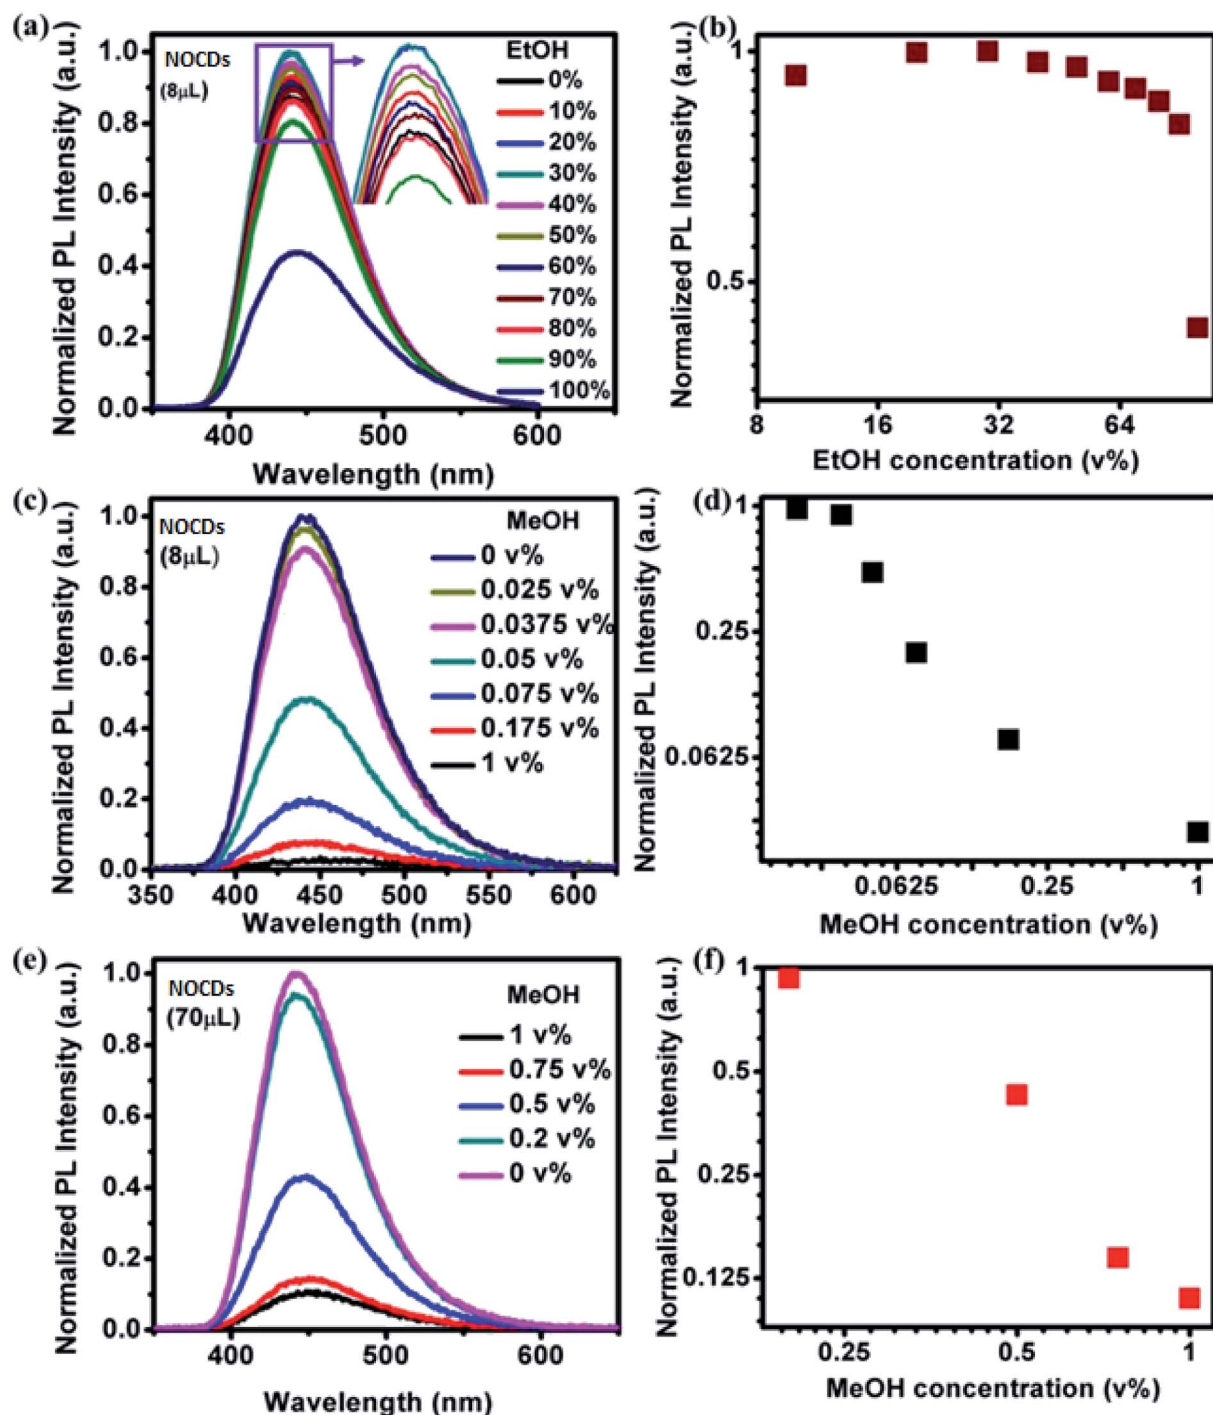 (a)
Normalized PL Intensity (a.u.)
1.0
0.8
0.6
0.4
0.2
0.0
NOCDs
(8μL)
EtOH
0%
10%
20%
30%
40%
50%
60%
70%
80%
90%
100%
400
500
600
Wavelength (nm)
(b)
Normalized PL Intensity (a.u.)
1
0.5
8
16
32
64
EtOH concentration (v%)
(c)
Normalized PL Intensity (a.u.)
1.0
0.8
0.6
0.4
0.2
0.0
NOCDs
(8μL)
MeOH
0 v%
0.025 v%
0.0375 v%
0.05 v%
0.075 v%
0.175 v%
1 v%
350
400
450
500
550
600
Wavelength (nm)
(d)
Normalized PL Intensity (a.u.)
1
0.25
0.0625
0.0625
0.25
1
MeOH concentration (v%)
(e)
Normalized PL Intensity (a.u.)
1.0
0.8
0.6
0.4
0.2
0.0
NOCDs
(70μL)
MeOH
1 v%
0.75 v%
0.5 v%
0.2 v%
0 v%
400
500
600
Wavelength (nm)
(f)
Normalized PL Intensity (a.u.)
1
0.5
0.25
0.125
0.25
0.5
1
MeOH concentration (v%)